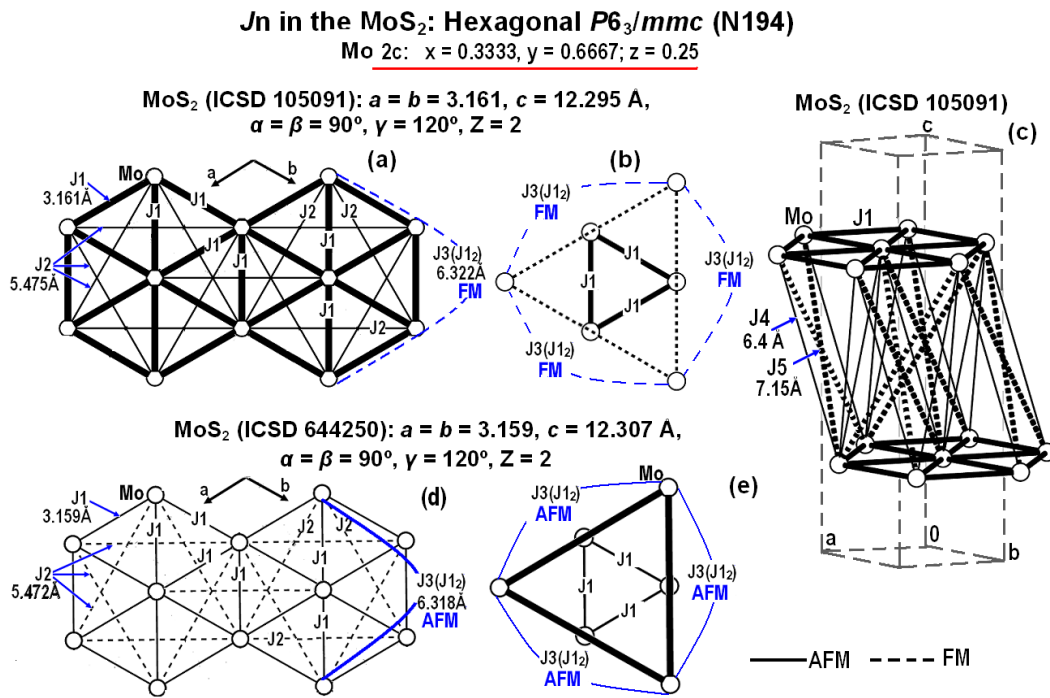 Jn in the MoS₂: Hexagonal P6₃/mmc (N194)
Mo 2c: x = 0.3333, y = 0.6667; z = 0.25
MoS₂ (ICSD 105091): a = b = 3.161, c = 12.295 Å,
α = β = 90º, γ = 120º, Z = 2
(a)
J1
3.161Å
Mo
a
b
J1
J1
J1
J1
J1
J2
J2
J2
J2
5.475Å
J3(J1₂)
6.322Å
FM
(b)
J3(J1₂)
FM
J1
J1
J1
J3(J1₂)
FM
J3(J1₂)
FM
MoS₂ (ICSD 105091)
(c)
c
Mo
J1
J4
6.4 Å
J5
7.15Å
a
0
b
MoS₂ (ICSD 644250): a = b = 3.159, c = 12.307 Å,
α = β = 90º, γ = 120º, Z = 2
(d)
J1
3.159Å
Mo
a
b
J1
J1
J1
J1
J1
J1
J2
J2
J2
J2
5.472Å
J3(J1₂)
6.318Å
AFM
(e)
Mo
J3(J1₂)
AFM
J1
J1
J1
J3(J1₂)
AFM
J3(J1₂)
AFM
AFM
FM